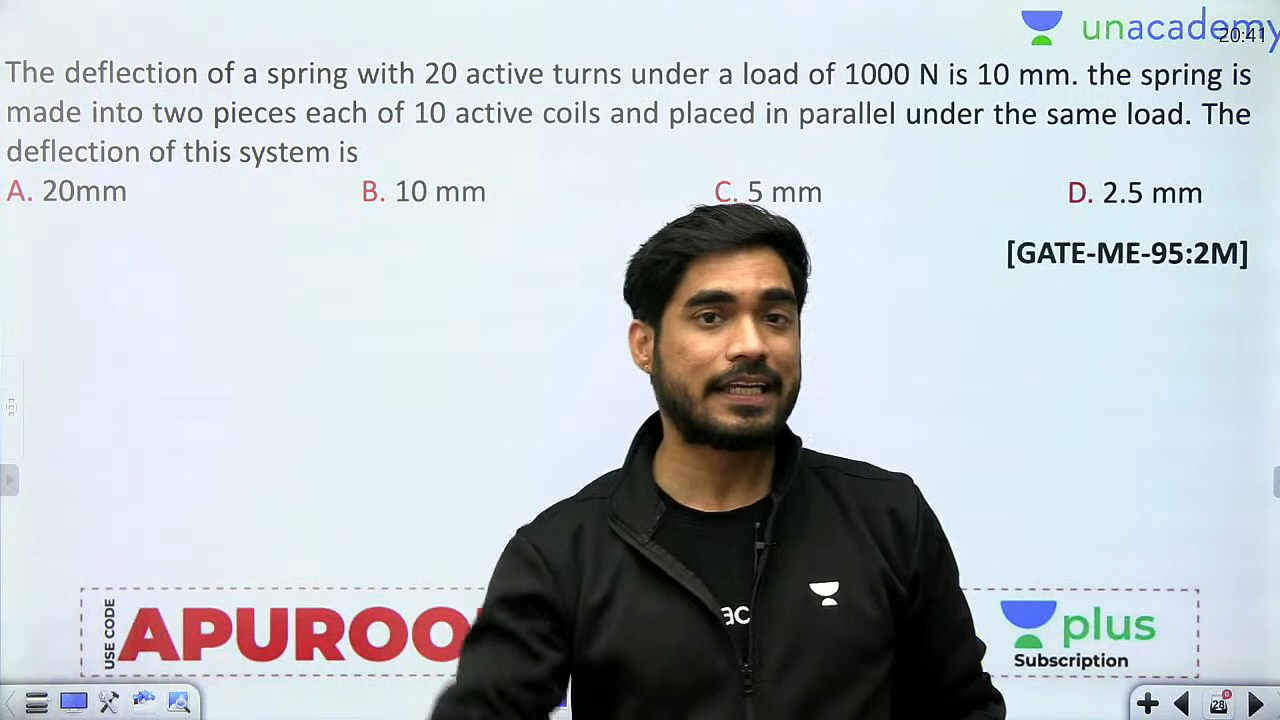 unacademy
20:41
The deflection of a spring with 20 active turns under a load of 1000 N is 10 mm. the spring is
made into two pieces each of 10 active coils and placed in parallel under the same load. The
deflection of this system is
A. 20mm B. 10 mm C. 5 mm D. 2.5 mm
[GATE-ME-95:2M]
USE CODE
APUROO
ac
plus
Subscription
28
0